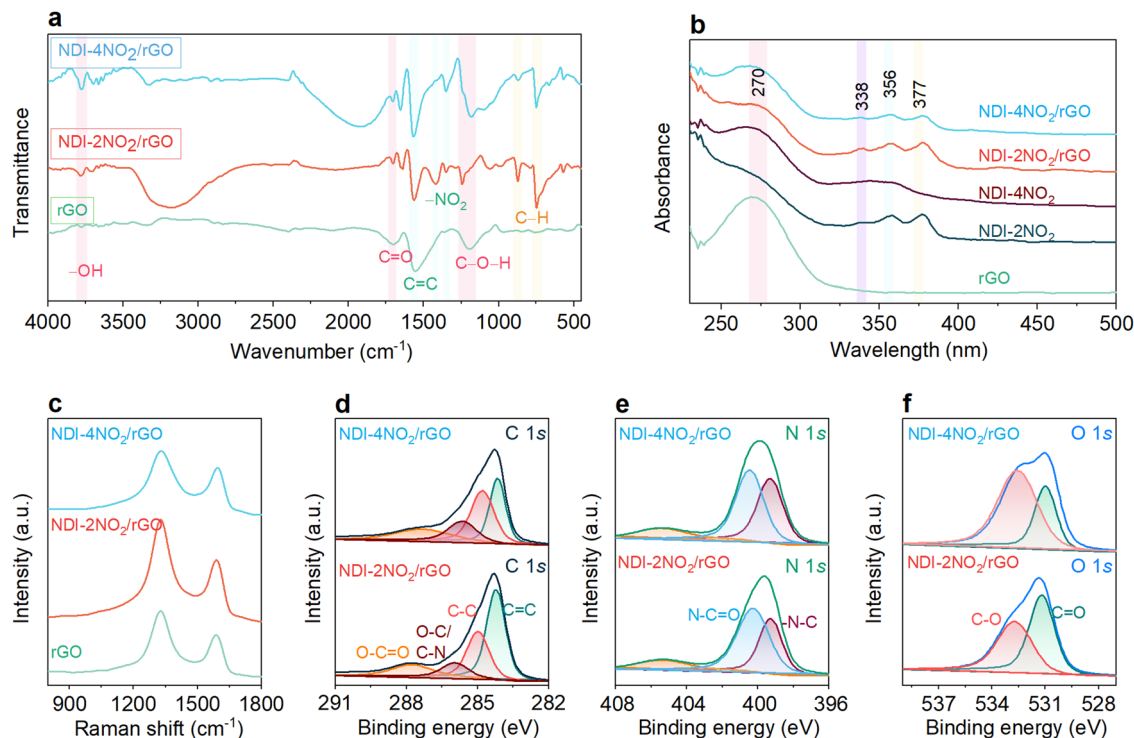 a
NDI-4NO₂/rGO
NDI-2NO₂/rGO
rGO
–NO₂
C–H
C=O
C–O–H
–OH
C=C
Transmittance
4000 3500 3000 2500 2000 1500 1000 500
Wavenumber (cm⁻¹)
b
270
338
356
377
NDI-4NO₂/rGO
NDI-2NO₂/rGO
NDI-4NO₂
NDI-2NO₂
rGO
Absorbance
250 300 350 400 450 500
Wavelength (nm)
c
NDI-4NO₂/rGO
NDI-2NO₂/rGO
rGO
Intensity (a.u.)
900 1200 1500 1800
Raman shift (cm⁻¹)
d
NDI-4NO₂/rGO C 1s
NDI-2NO₂/rGO C 1s
C-C
C=C
O-C/
C-N
O-C=O
Intensity (a.u.)
291 288 285 282
Binding energy (eV)
e
NDI-4NO₂/rGO N 1s
NDI-2NO₂/rGO N 1s
N-C=O
-N-C
Intensity (a.u.)
408 404 400 396
Binding energy (eV)
f
NDI-4NO₂/rGO O 1s
NDI-2NO₂/rGO O 1s
C-O
C=O
Intensity (a.u.)
537 534 531 528
Binding energy (eV)